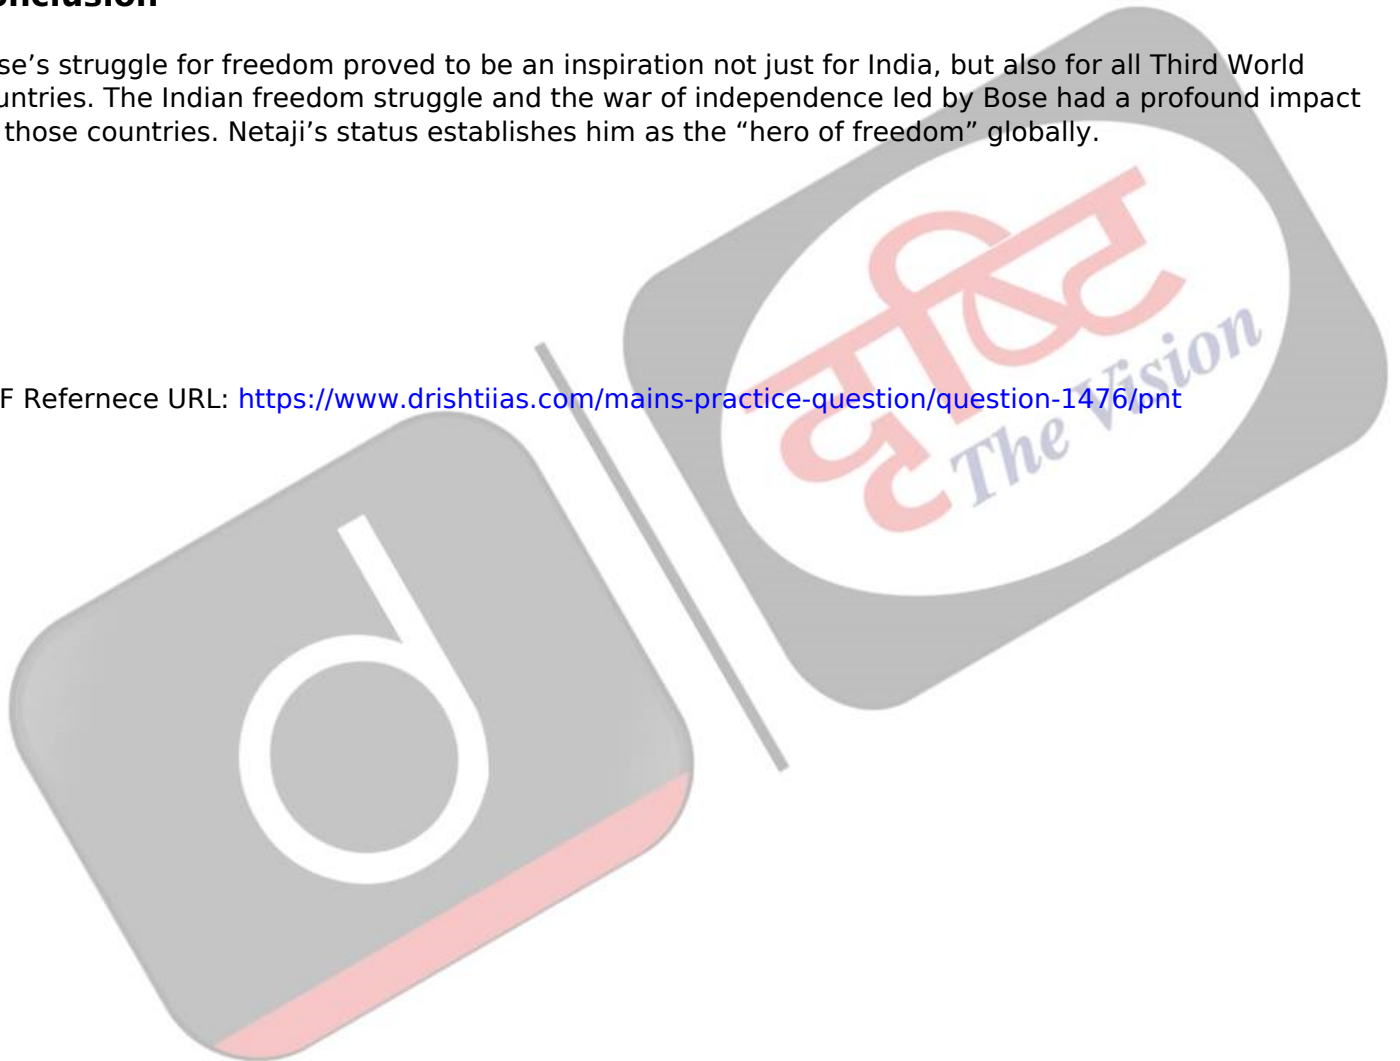 onclusion
se’s struggle for freedom proved to be an inspiration not just for India, but also for all Third World
untries. The Indian freedom struggle and the war of independence led by Bose had a profound impact
those countries. Netaji’s status establishes him as the “hero of freedom” globally.
दृष्टि
The Vision
F Refernece URL: https://www.drishtiias.com/mains-practice-question/question-1476/pnt
d